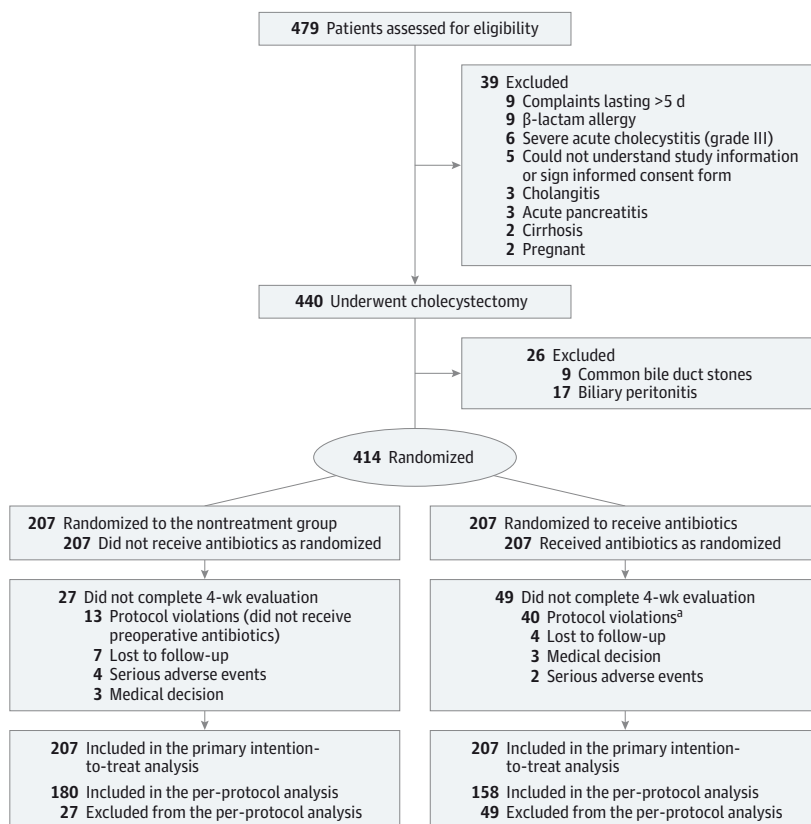 479 Patients assessed for eligibility
39 Excluded
9 Complaints lasting >5 d
9 β-lactam allergy
6 Severe acute cholecystitis (grade III)
5 Could not understand study information
or sign informed consent form
3 Cholangitis
3 Acute pancreatitis
2 Cirrhosis
2 Pregnant
440 Underwent cholecystectomy
26 Excluded
9 Common bile duct stones
17 Biliary peritonitis
414 Randomized
207 Randomized to the nontreatment group
207 Did not receive antibiotics as randomized
207 Randomized to receive antibiotics
207 Received antibiotics as randomized
27 Did not complete 4-wk evaluation
13 Protocol violations (did not receive
preoperative antibiotics)
7 Lost to follow-up
4 Serious adverse events
3 Medical decision
49 Did not complete 4-wk evaluation
40 Protocol violationsa
4 Lost to follow-up
3 Medical decision
2 Serious adverse events
207 Included in the primary intention-
to-treat analysis
180 Included in the per-protocol analysis
27 Excluded from the per-protocol analysis
207 Included in the primary intention-
to-treat analysis
158 Included in the per-protocol analysis
49 Excluded from the per-protocol analysis